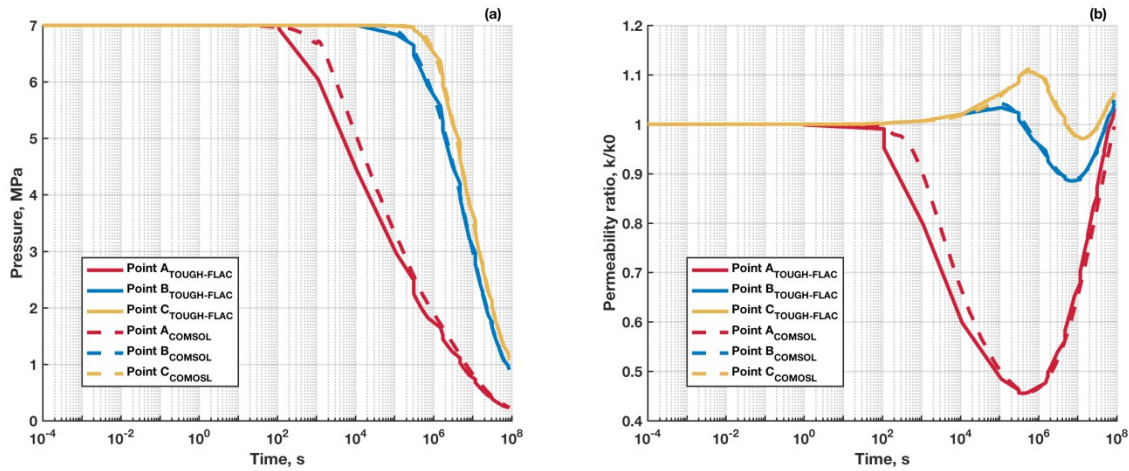 (a)
7
6
5
4
3
2
1
0
Pressure, MPa
Point A_TOUGH-FLAC
Point B_TOUGH-FLAC
Point C_TOUGH-FLAC
Point A_COMSOL
Point B_COMSOL
Point C_COMOSL
10^-4
10^-2
10^0
10^2
10^4
10^6
10^8
Time, s
(b)
1.2
1.1
1
0.9
0.8
0.7
0.6
0.5
0.4
Permeability ratio, k/k0
Point A_TOUGH-FLAC
Point B_TOUGH-FLAC
Point C_TOUGH-FLAC
Point A_COMSOL
Point B_COMSOL
Point C_COMOSL
10^-4
10^-2
10^0
10^2
10^4
10^6
10^8
Time, s